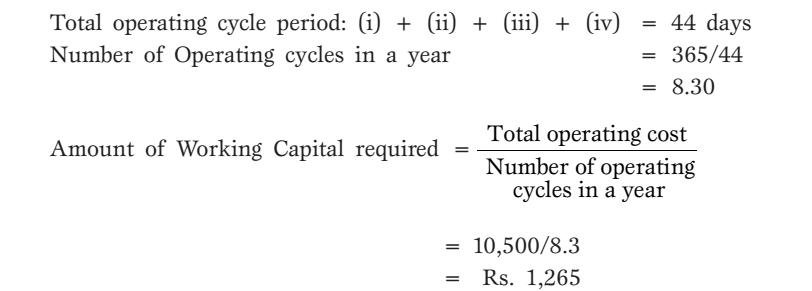 Total operating cycle period: (i) + (ii) + (iii) + (iv) = 44 days
Number of Operating cycles in a year = 365/44
= 8.30
Amount of Working Capital required = Total operating cost
Number of operating
cycles in a year
= 10,500/8.3
= Rs. 1,265